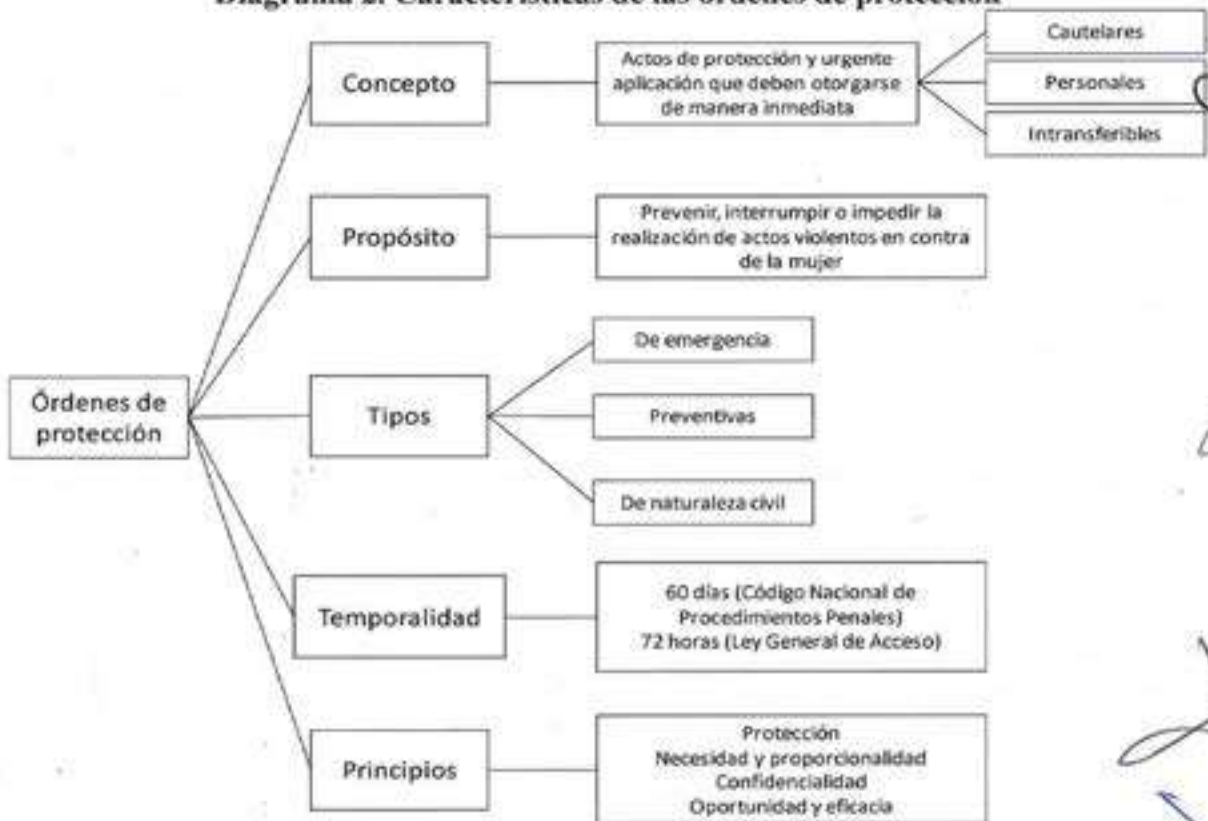 Diagrama 2. Características de las órdenes de protección
Concepto
Actos de protección y urgente
aplicación que deben otorgarse
de manera inmediata
Cautelares
Personales
Intransferibles
Propósito
Prevenir, interrumpir o impedir la
realización de actos violentos en contra
de la mujer
Órdenes de
protección
Tipos
De emergencia
Preventivas
De naturaleza civil
Temporalidad
60 días (Código Nacional de
Procedimientos Penales)
72 horas (Ley General de Acceso)
Principios
Protección
Necesidad y proporcionalidad
Confidencialidad
Oportunidad y eficacia